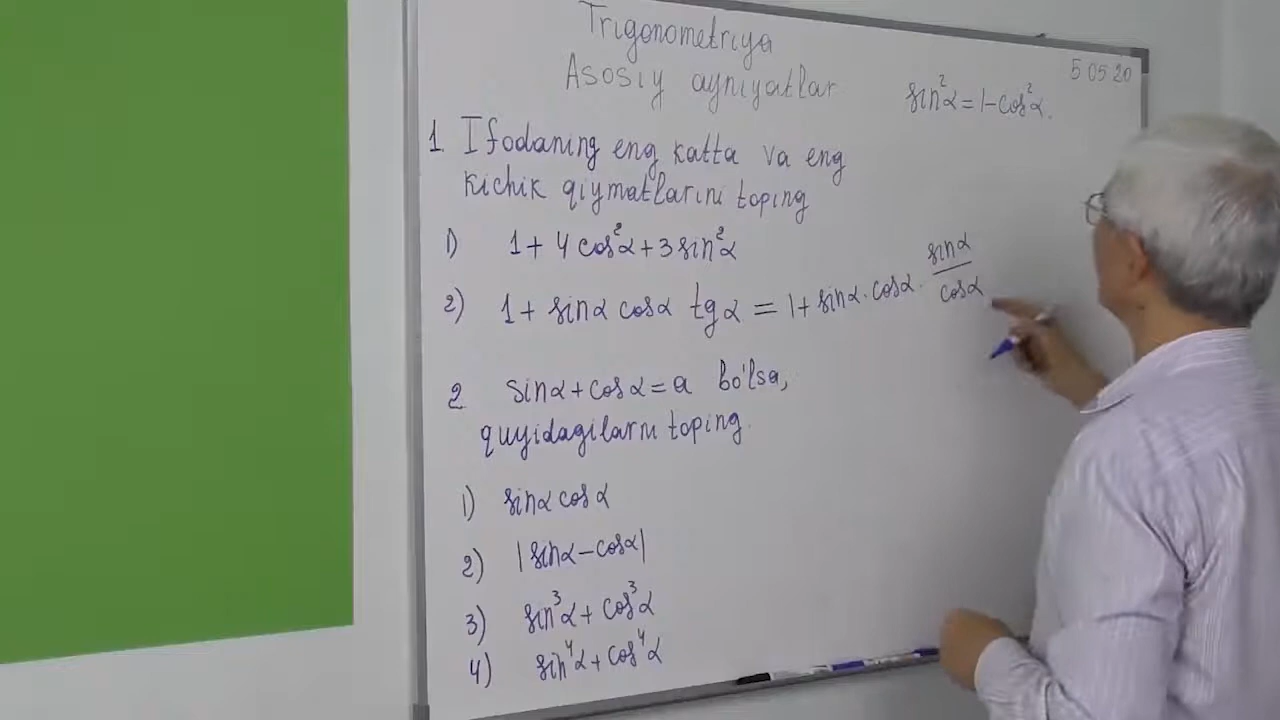 Trigonometriya
Asosiy ayniyatlar
5 05 20
sin²α = 1 - cos²α.
1. Ifodaning eng katta va eng
kichik qiymatlarini toping
1) 1 + 4 cos²α + 3 sin²α
2) 1 + sinα cosα tgα = 1 + sinα · cosα · sinα/cosα
2 sinα + cosα = a bo'lsa,
quyidagilarni toping.
1) sinα cosα
2) |sinα - cosα|
3) sin³α + cos³α
4) sin⁴α + cos⁴α